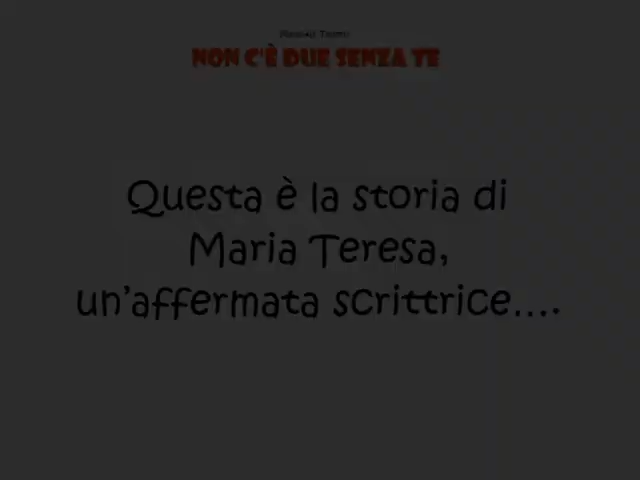 NON C'È DUE SENZA TE
Questa è la storia di
Maria Teresa,
un'affermata scrittrice....